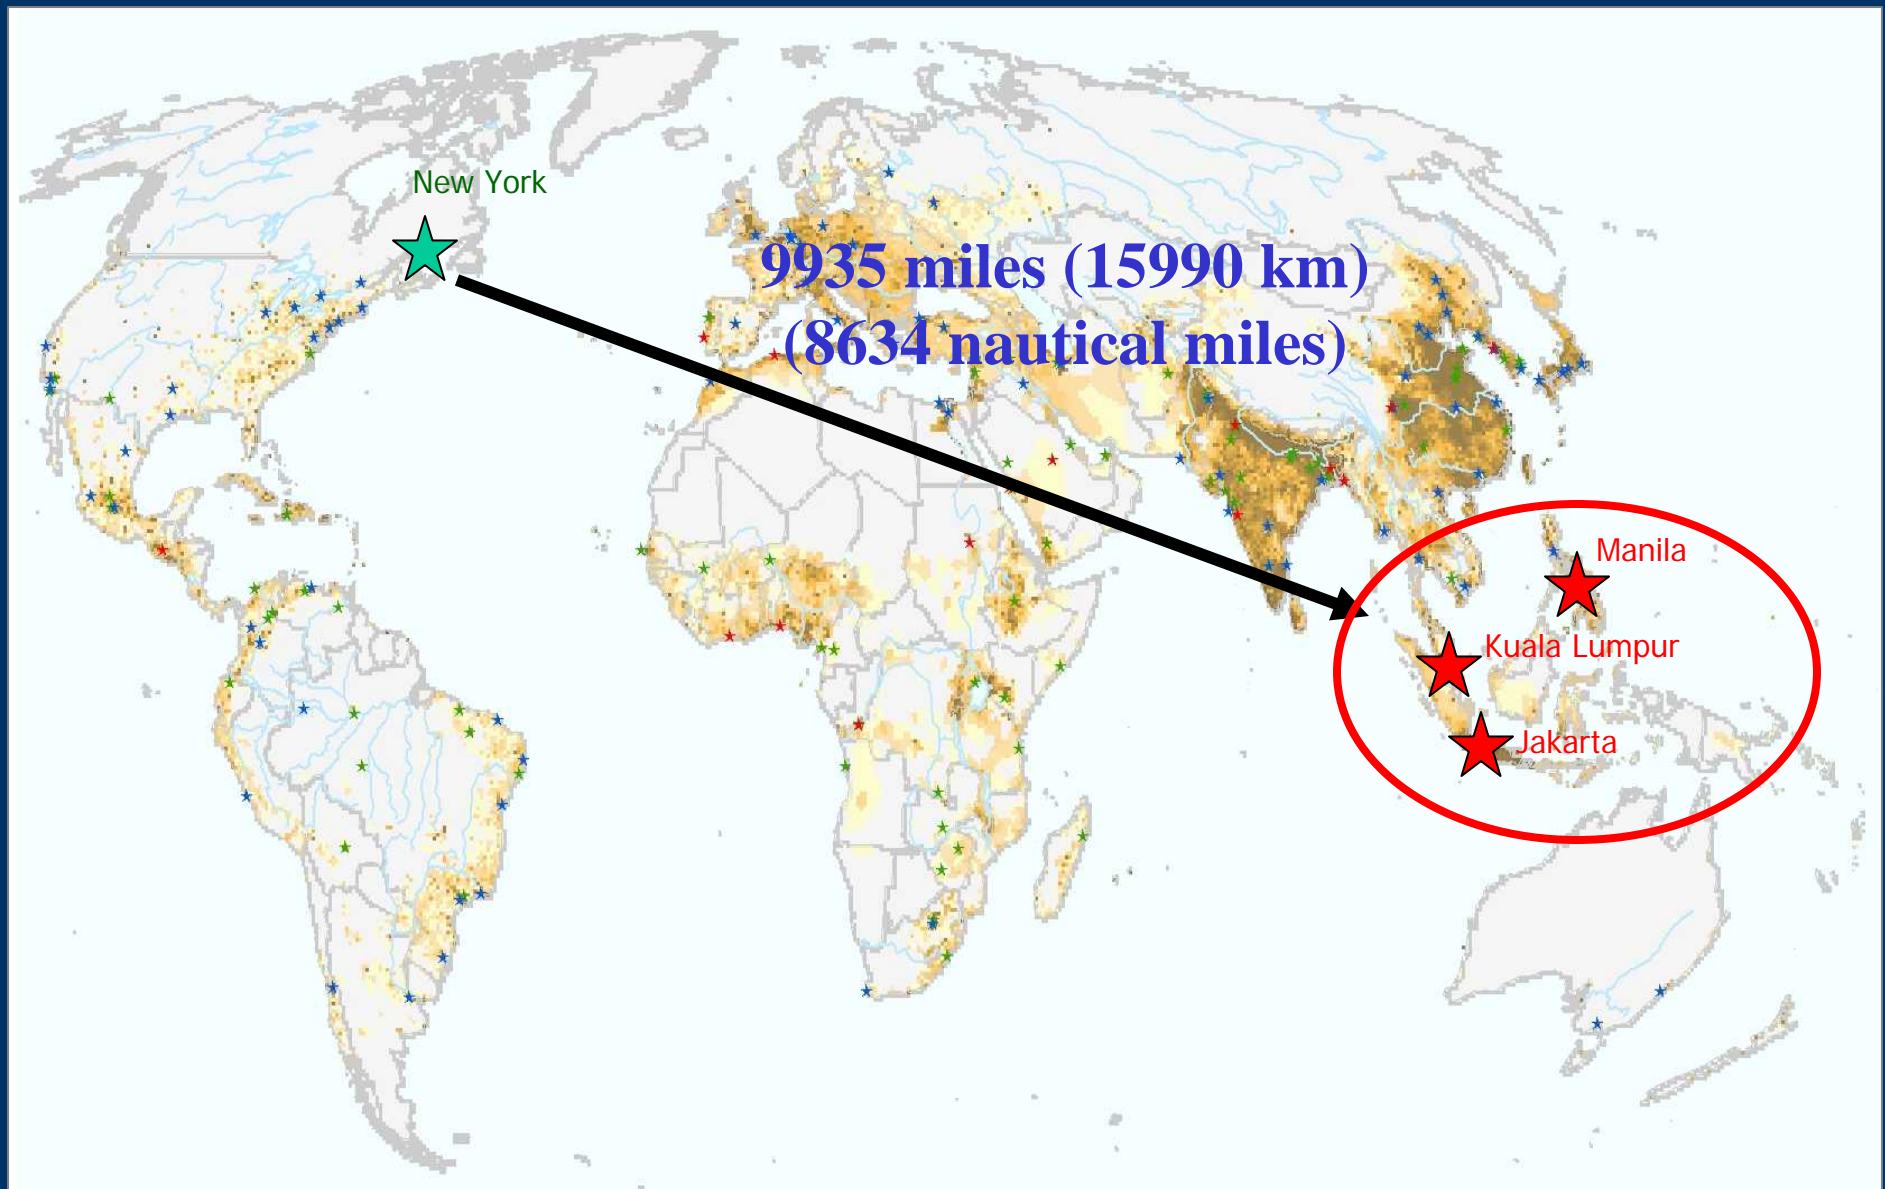 New York
9935 miles (15990 km)
(8634 nautical miles)
Manila
Kuala Lumpur
Jakarta